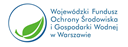 Wojewódzki Fundusz
Ochrony Środowiska
i Gospodarki Wodnej
w Warszawie